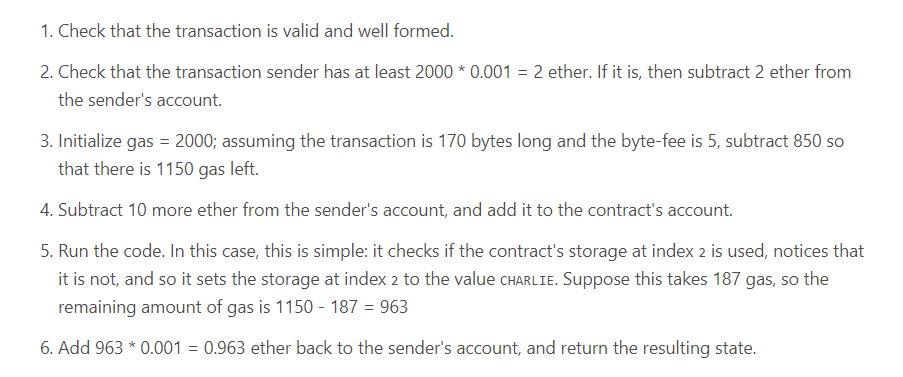 1. Check that the transaction is valid and well formed.
2. Check that the transaction sender has at least 2000 * 0.001 = 2 ether. If it is, then subtract 2 ether from
the sender's account.
3. Initialize gas = 2000; assuming the transaction is 170 bytes long and the byte-fee is 5, subtract 850 so
that there is 1150 gas left.
4. Subtract 10 more ether from the sender's account, and add it to the contract's account.
5. Run the code. In this case, this is simple: it checks if the contract's storage at index 2 is used, notices that
it is not, and so it sets the storage at index 2 to the value CHARLIE. Suppose this takes 187 gas, so the
remaining amount of gas is 1150 - 187 = 963
6. Add 963 * 0.001 = 0.963 ether back to the sender's account, and return the resulting state.